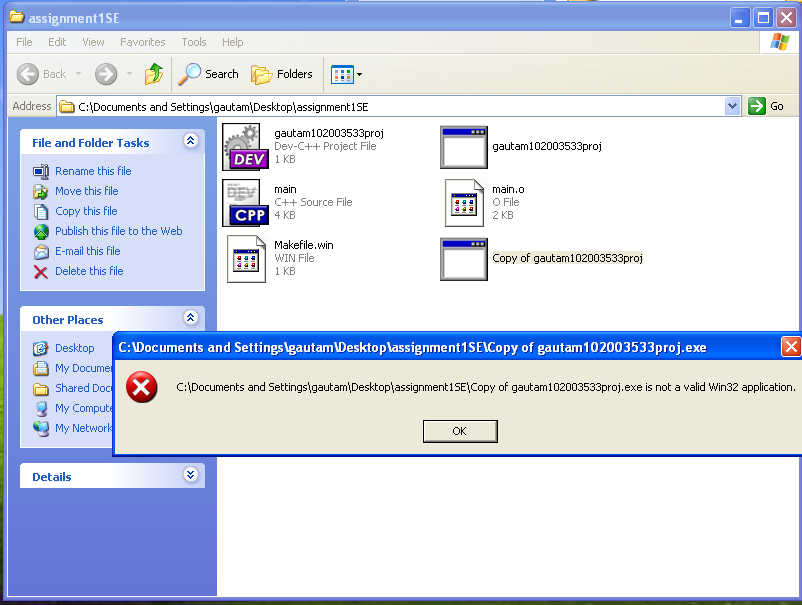 assignment1SE
File Edit View Favorites Tools Help
Back Search Folders
Address C:\Documents and Settings\gautam\Desktop\assignment1SE Go
File and Folder Tasks
Rename this file
Move this file
Copy this file
Publish this file to the Web
E-mail this file
Delete this file
Other Places
Desktop
My Docume
Shared Docu
My Compute
My Network
Details
gautam102003533proj
Dev-C++ Project File
1 KB
DEV
gautam102003533proj
main
C++ Source File
4 KB
DEV
CPP
main.o
O File
2 KB
Makefile.win
WIN File
1 KB
Copy of gautam102003533proj
C:\Documents and Settings\gautam\Desktop\assignment1SE\Copy of gautam102003533proj.exe
C:\Documents and Settings\gautam\Desktop\assignment1SE\Copy of gautam102003533proj.exe is not a valid Win32 application.
OK